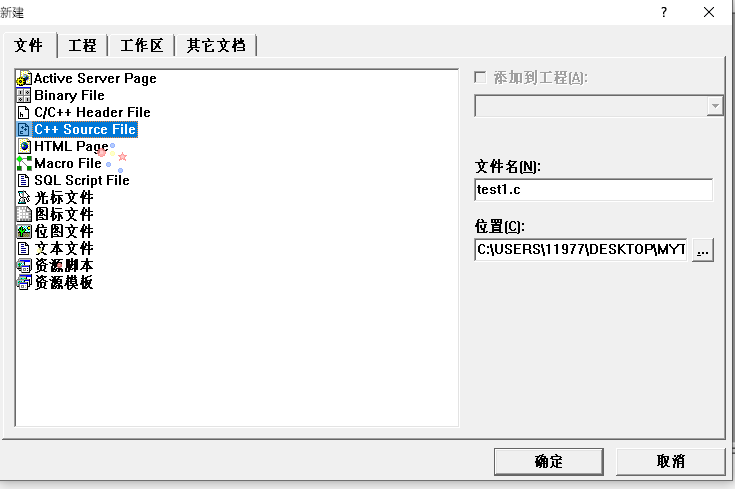 新建
文件 工程 工作区 其它文档
Active Server Page
Binary File
C/C++ Header File
C++ Source File
HTML Page
Macro File
SQL Script File
光标文件
图标文件
位图文件
文本文件
资源脚本
资源模板
添加到工程(A):
文件名(N):
test1.c
位置(C):
C:\USERS\11977\DESKTOP\MYT
...
确定 取消